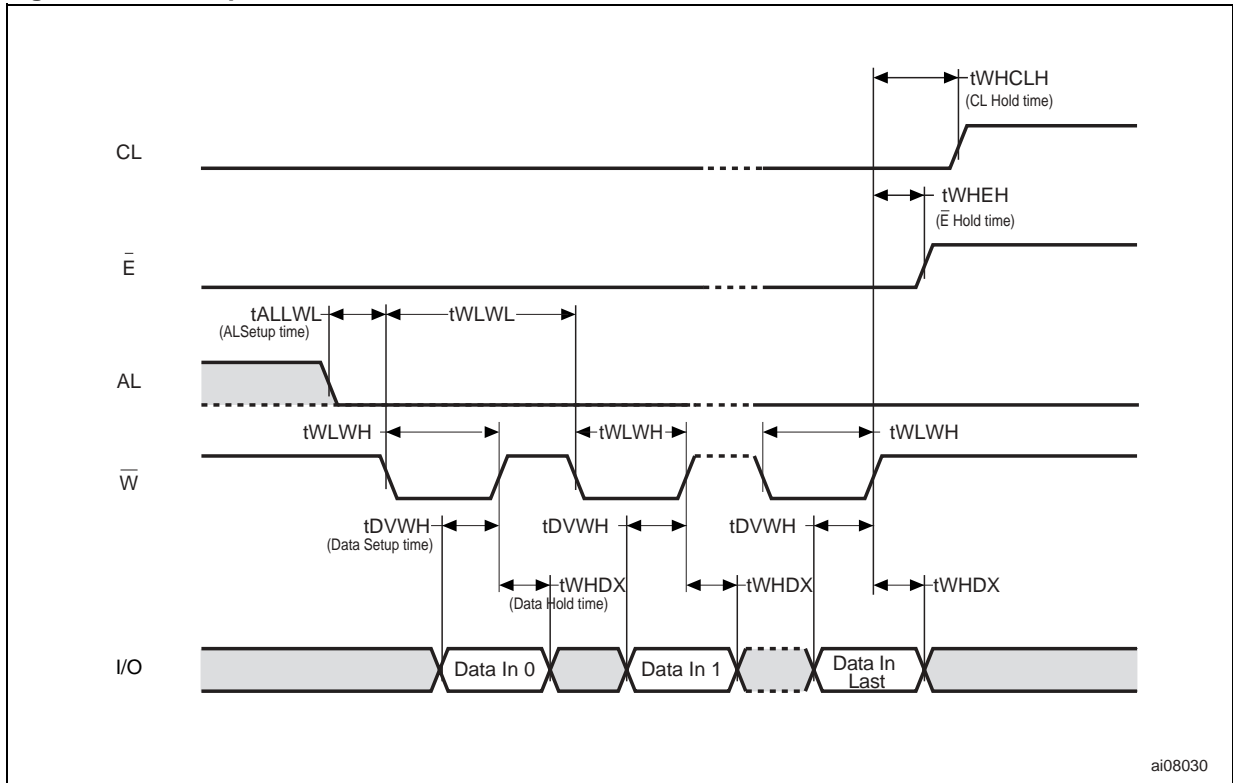 tWHCLH
(CL Hold time)
CL
tWHEH
(E̅ Hold time)
E̅
tALLWL
(ALSetup time)
tWLWL
AL
tWLWH
tWLWH
tWLWH
W̅
tDVWH
(Data Setup time)
tDVWH
tDVWH
tWHDX
(Data Hold time)
tWHDX
tWHDX
I/O
Data In 0
Data In 1
Data In
Last
ai08030